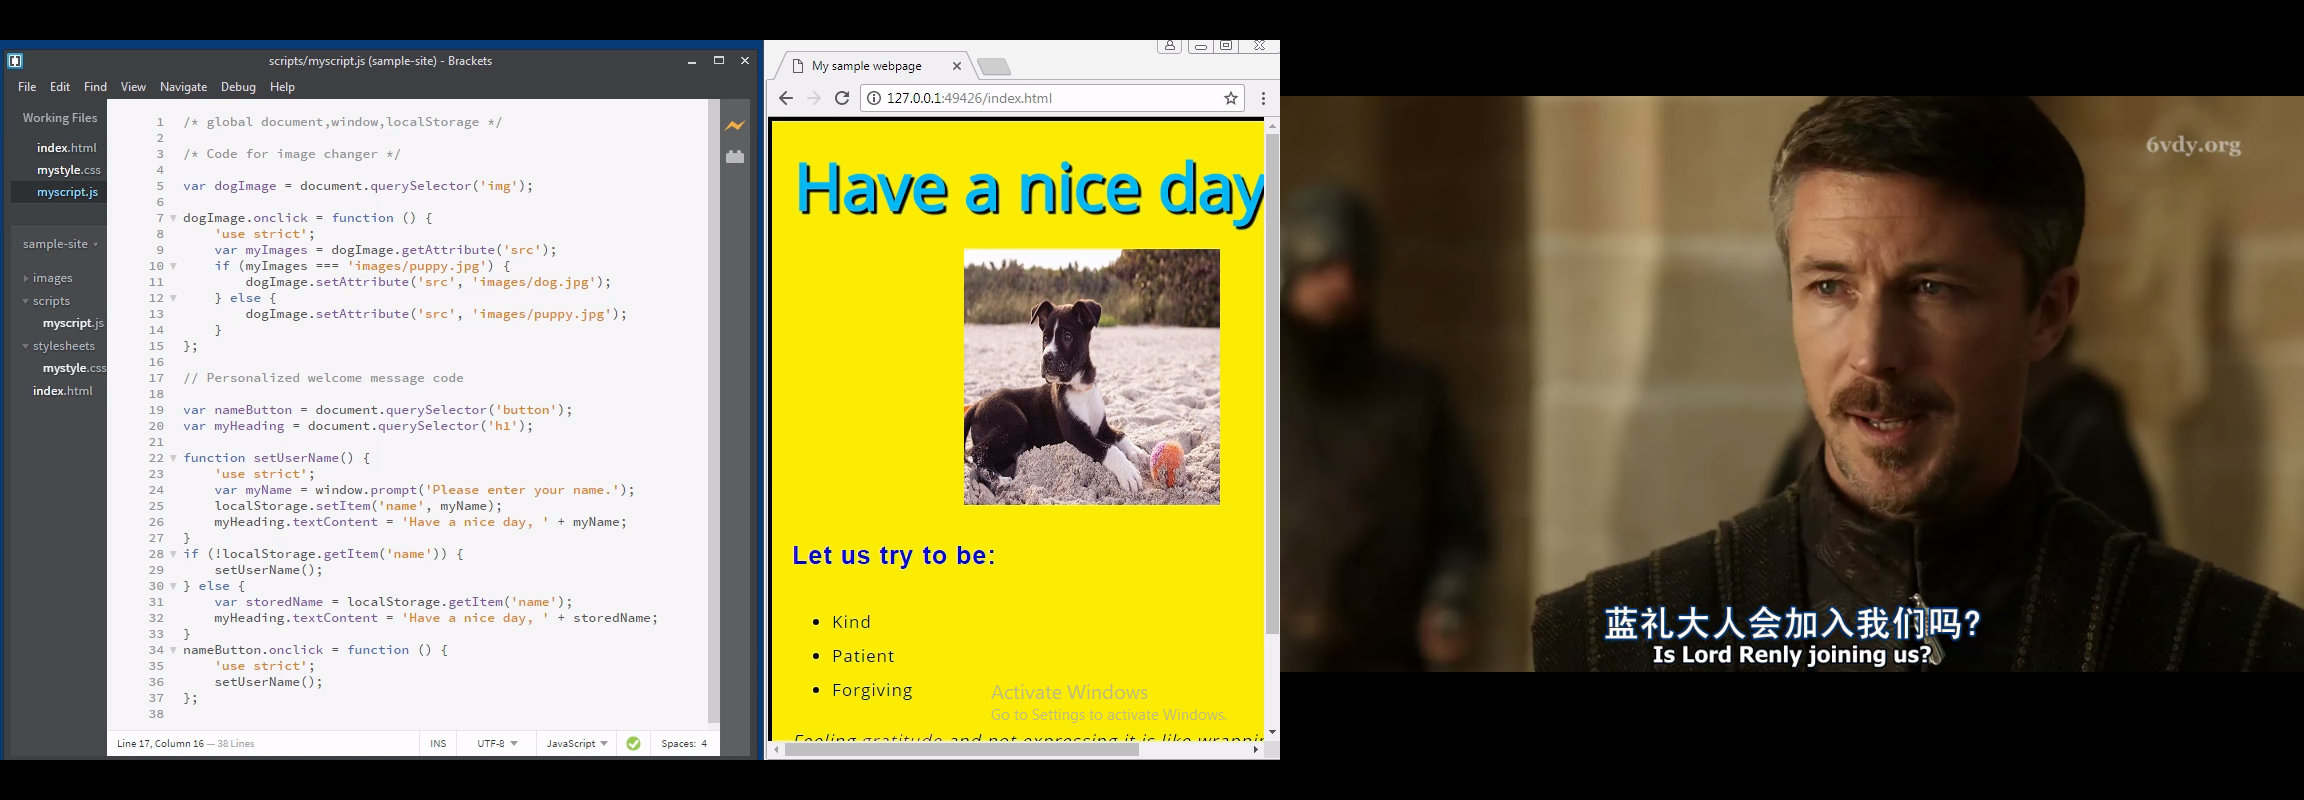 scripts/myscript.js (sample-site) - Brackets
File Edit Find View Navigate Debug Help
Working Files
index.html
mystyle.css
myscript.js
sample-site
images
scripts
myscript.js
stylesheets
mystyle.css
index.html
1 /* global document,window,localStorage */
2
3 /* Code for image changer */
4
5 var dogImage = document.querySelector('img');
6
7 dogImage.onclick = function () {
8 'use strict';
9 var myImages = dogImage.getAttribute('src');
10 if (myImages === 'images/puppy.jpg') {
11 dogImage.setAttribute('src', 'images/dog.jpg');
12 } else {
13 dogImage.setAttribute('src', 'images/puppy.jpg');
14 }
15 };
16
17 // Personalized welcome message code
18
19 var nameButton = document.querySelector('button');
20 var myHeading = document.querySelector('h1');
21
22 function setUserName() {
23 'use strict';
24 var myName = window.prompt('Please enter your name.');
25 localStorage.setItem('name', myName);
26 myHeading.textContent = 'Have a nice day, ' + myName;
27 }
28 if (!localStorage.getItem('name')) {
29 setUserName();
30 } else {
31 var storedName = localStorage.getItem('name');
32 myHeading.textContent = 'Have a nice day, ' + storedName;
33 }
34 nameButton.onclick = function () {
35 'use strict';
36 setUserName();
37 };
38
Line 17, Column 16 — 38 Lines INS UTF-8 JavaScript Spaces: 4
My sample webpage
127.0.0.1:49426/index.html
Have a nice day
Let us try to be:
Kind
Patient
Forgiving
Activate Windows
Go to Settings to activate Windows.
Feeling gratitude and not expressing it is like
6vdy.org
蓝礼大人会加入我们吗?
Is Lord Renly joining us?